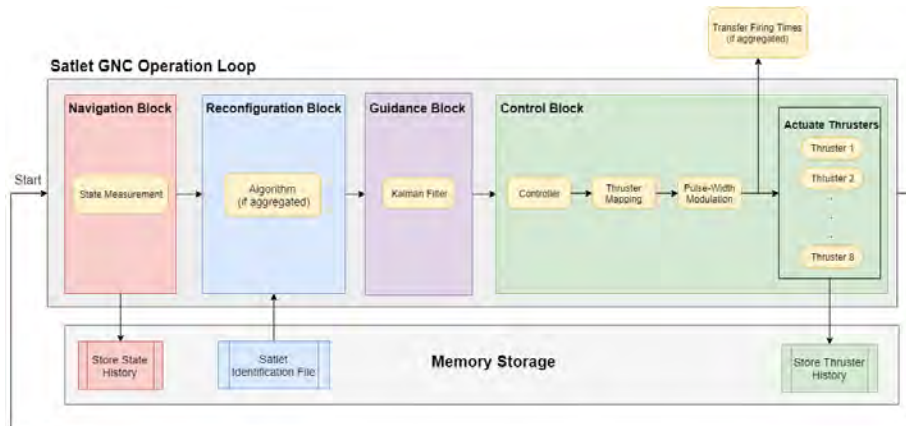 Transfer Firing Times
(if aggregated)
Satlet GNC Operation Loop
Navigation Block
Reconfiguration Block
Guidance Block
Control Block
Actuate Thrusters
Start
State Measurement
Algorithm
(if aggregated)
Kalman Filter
Controller
Thruster
Mapping
Pulse-Width
Modulation
Thruster 1
Thruster 2
.
.
.
Thruster 8
Store State
History
Satlet
Identification File
Memory Storage
Store Thruster
History